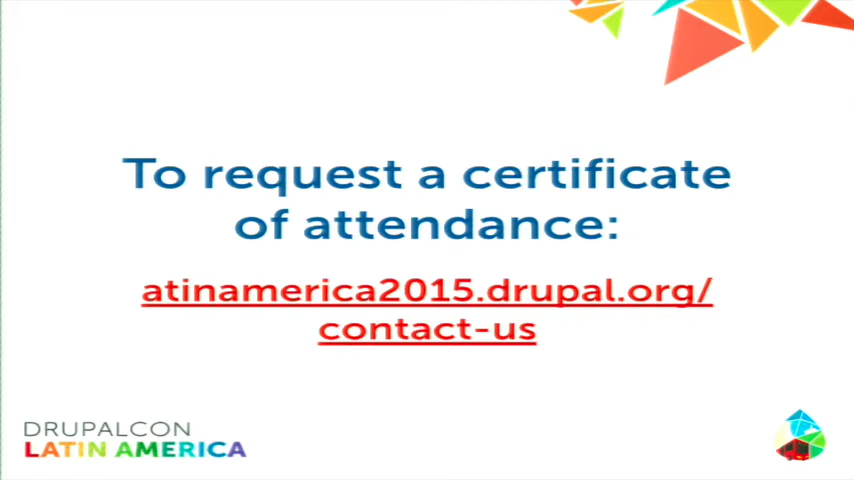 To request a certificate
of attendance:
atinamerica2015.drupal.org/
contact-us
DRUPALCON
LATIN AMERICA